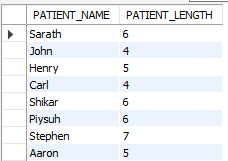 PATIENT_NAME PATIENT_LENGTH
Sarath 6
John 4
Henry 5
Carl 4
Shikar 6
Piysuh 6
Stephen 7
Aaron 5